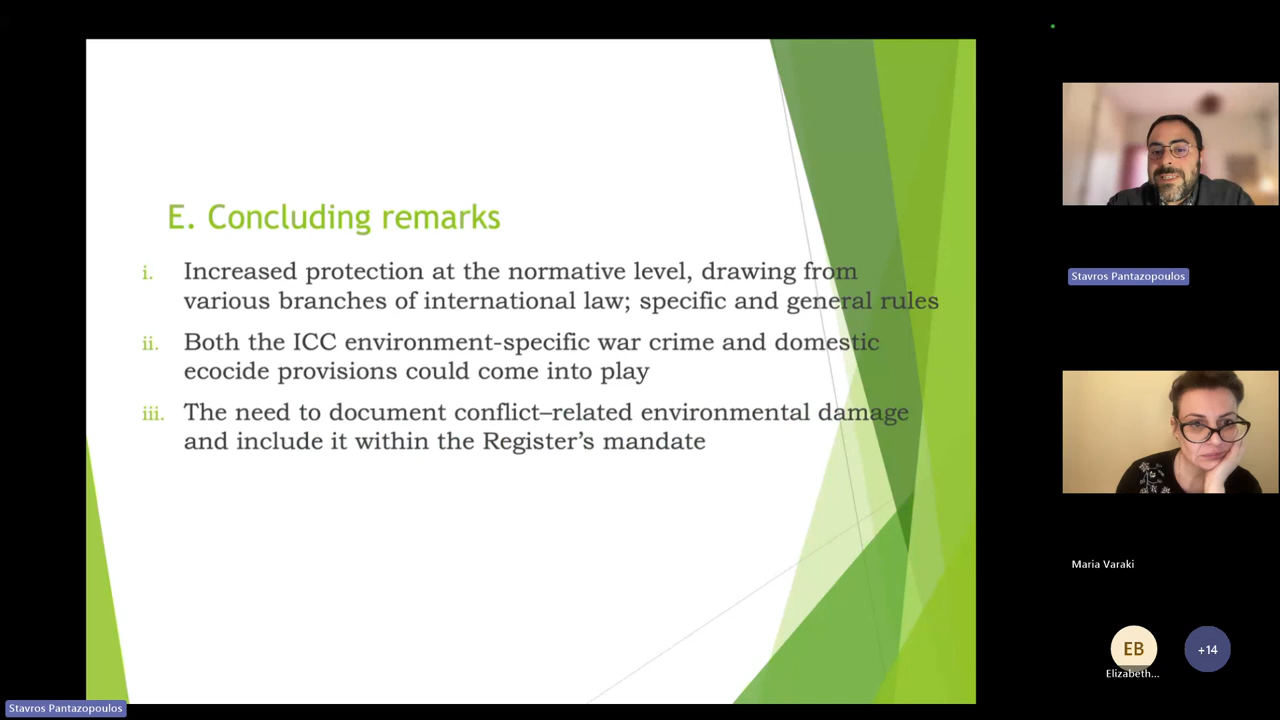 E. Concluding remarks
i. Increased protection at the normative level, drawing from
various branches of international law; specific and general rules
ii. Both the ICC environment-specific war crime and domestic
ecocide provisions could come into play
iii. The need to document conflict–related environmental damage
and include it within the Register’s mandate
Stavros Pantazopoulos
Stavros Pantazopoulos
Maria Varaki
EB
+14
Elizabeth...